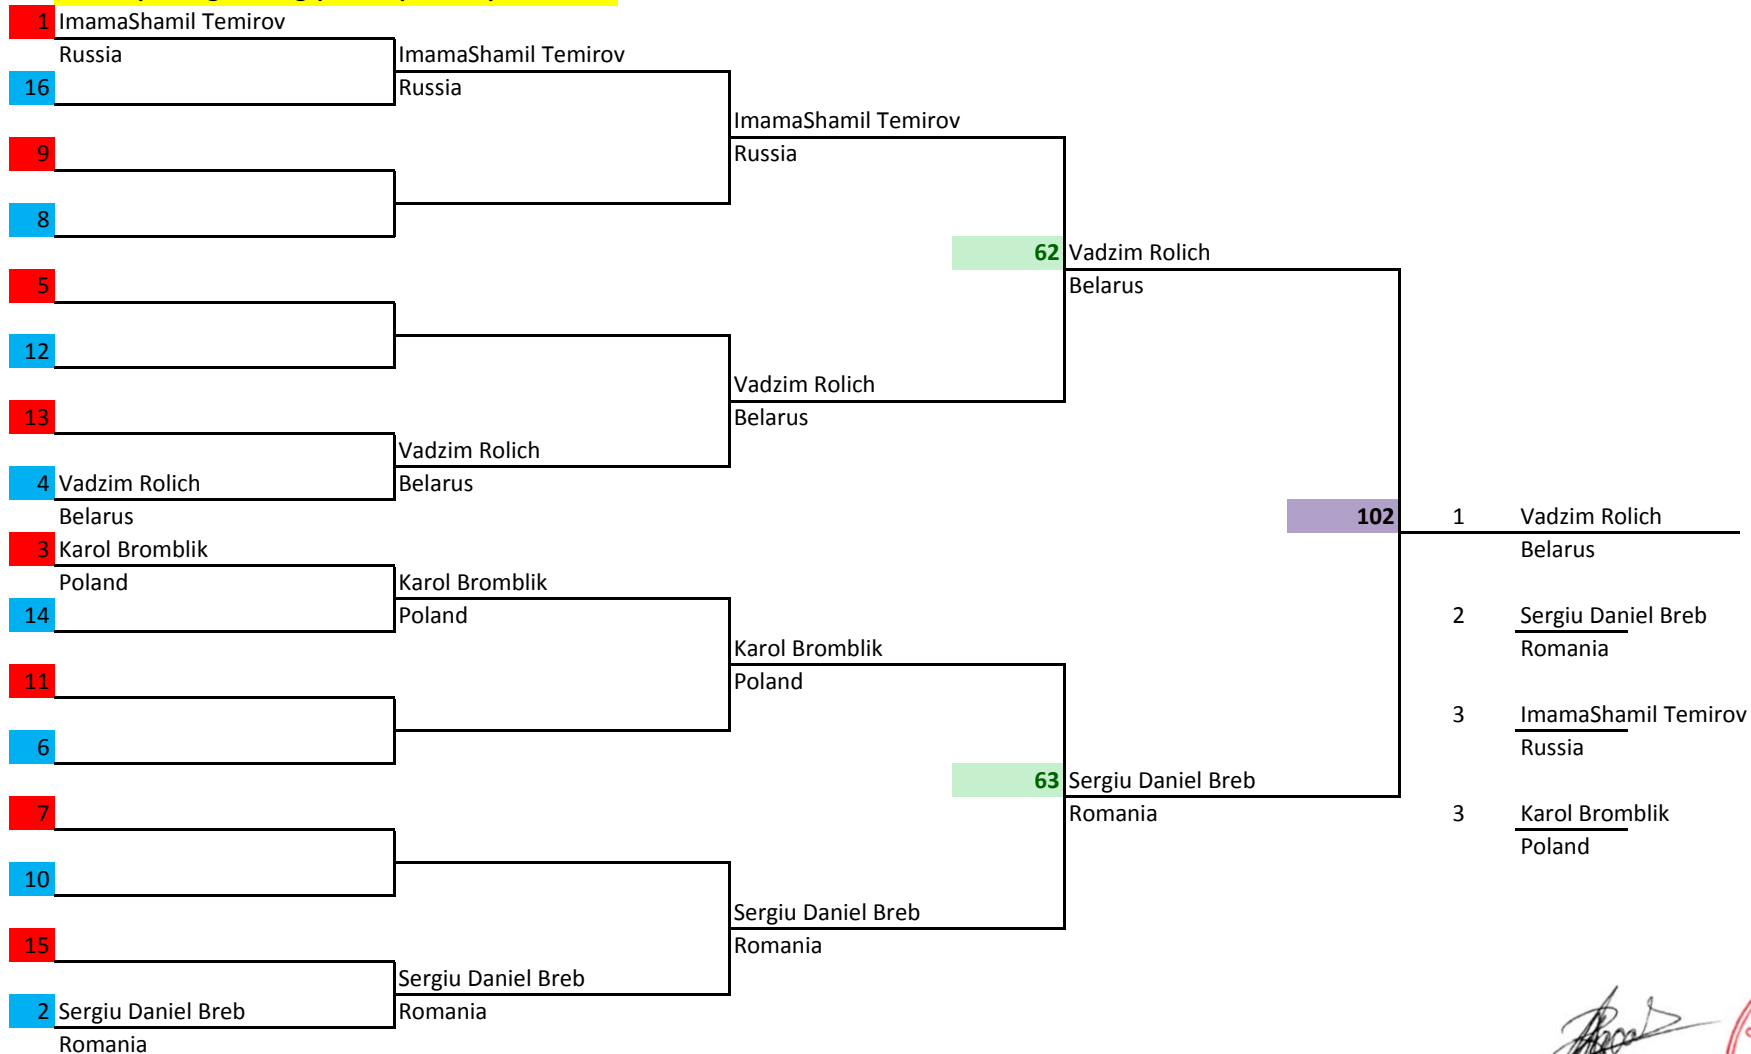 1 ImamaShamil Temirov
Russia
ImamaShamil Temirov
16
Russia
ImamaShamil Temirov
9
Russia
8
62 Vadzim Rolich
5
Belarus
12
Vadzim Rolich
13
Belarus
Vadzim Rolich
4 Vadzim Rolich
Belarus
Belarus
102
1 Vadzim Rolich
3 Karol Bromblik
Belarus
Poland
Karol Bromblik
14
Poland
2 Sergiu Daniel Breb
Karol Bromblik
Romania
11
Poland
3 ImamaShamil Temirov
6
Russia
63 Sergiu Daniel Breb
7
Romania
3 Karol Bromblik
Poland
10
Sergiu Daniel Breb
15
Romania
Sergiu Daniel Breb
2 Sergiu Daniel Breb
Romania
Romania